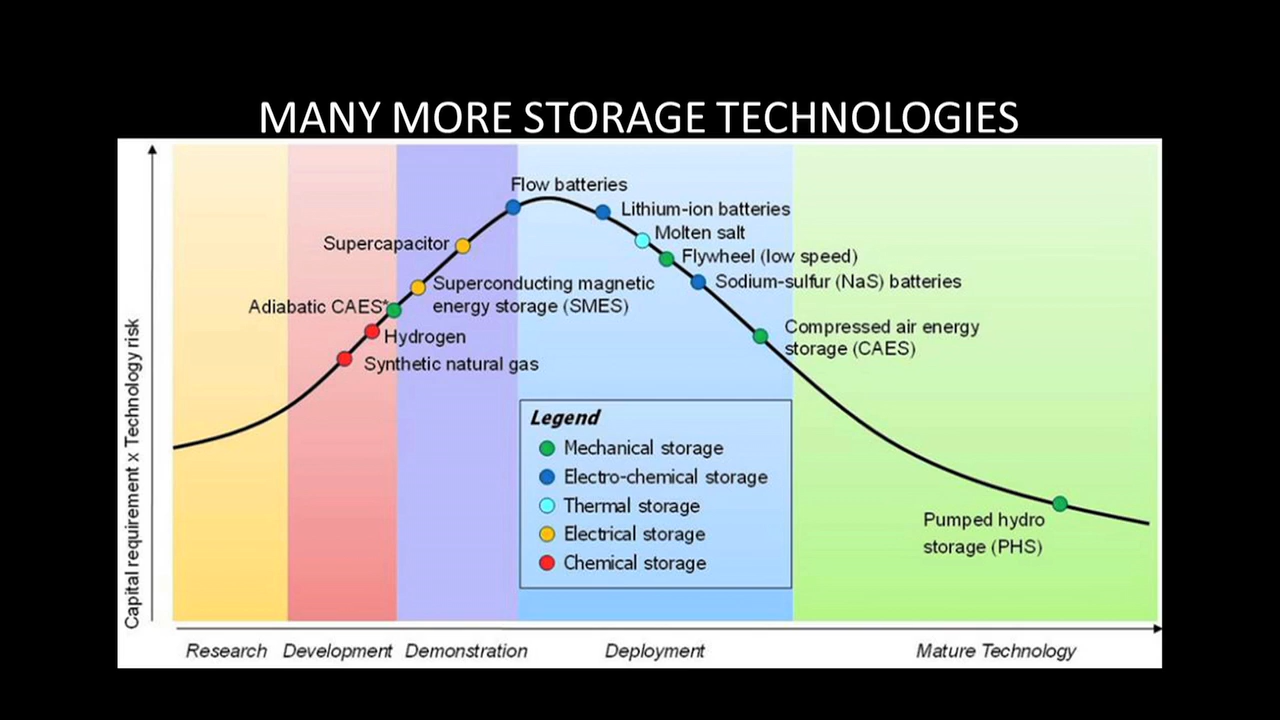 MANY MORE STORAGE TECHNOLOGIES
Capital requirement x Technology risk
Flow batteries
Lithium-ion batteries
Molten salt
Supercapacitor
Flywheel (low speed)
Sodium-sulfur (NaS) batteries
Superconducting magnetic
energy storage (SMES)
Adiabatic CAES*
Hydrogen
Compressed air energy
storage (CAES)
Synthetic natural gas
Legend
Mechanical storage
Electro-chemical storage
Thermal storage
Electrical storage
Chemical storage
Pumped hydro
storage (PHS)
Research
Development
Demonstration
Deployment
Mature Technology